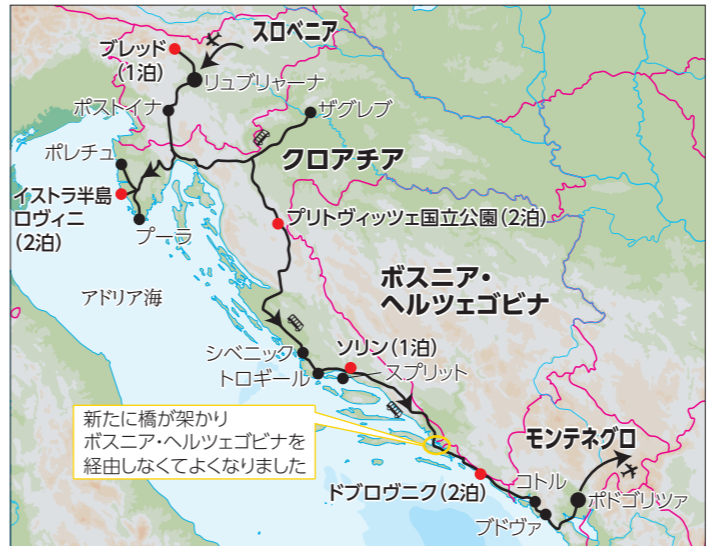 スロベニア
ブレッド
(1泊)
リュブリャーナ
ポストイナ
ザグレブ
ポレチュ
クロアチア
イストラ半島
ロヴィニ
(2泊)
プーラ
プリトヴィッツェ国立公園(2泊)
アドリア海
ボスニア・
ヘルツェゴビナ
シベニック
ソリン(1泊)
トロギール
スプリット
新たに橋が架かり
ボスニア・ヘルツェゴビナを
経由しなくてよくなりました
モンテネグロ
ドブロヴニク(2泊)
コトル
ポドゴリツァ
ブドヴァ